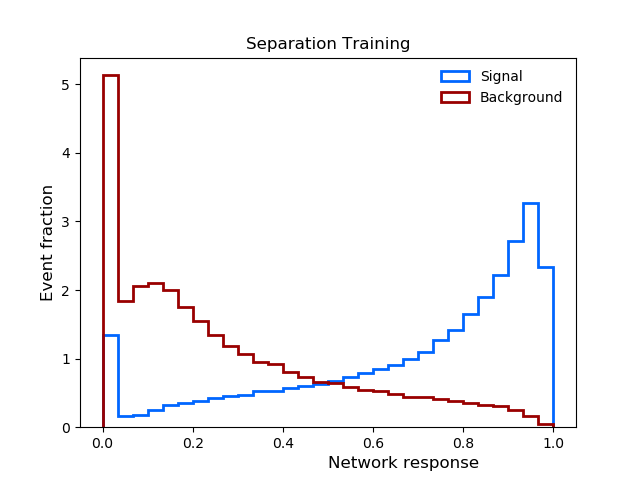 Separation Training
Signal
Background
Event fraction
5
4
3
2
1
0
0.0 0.2 0.4 0.6 0.8 1.0
Network response